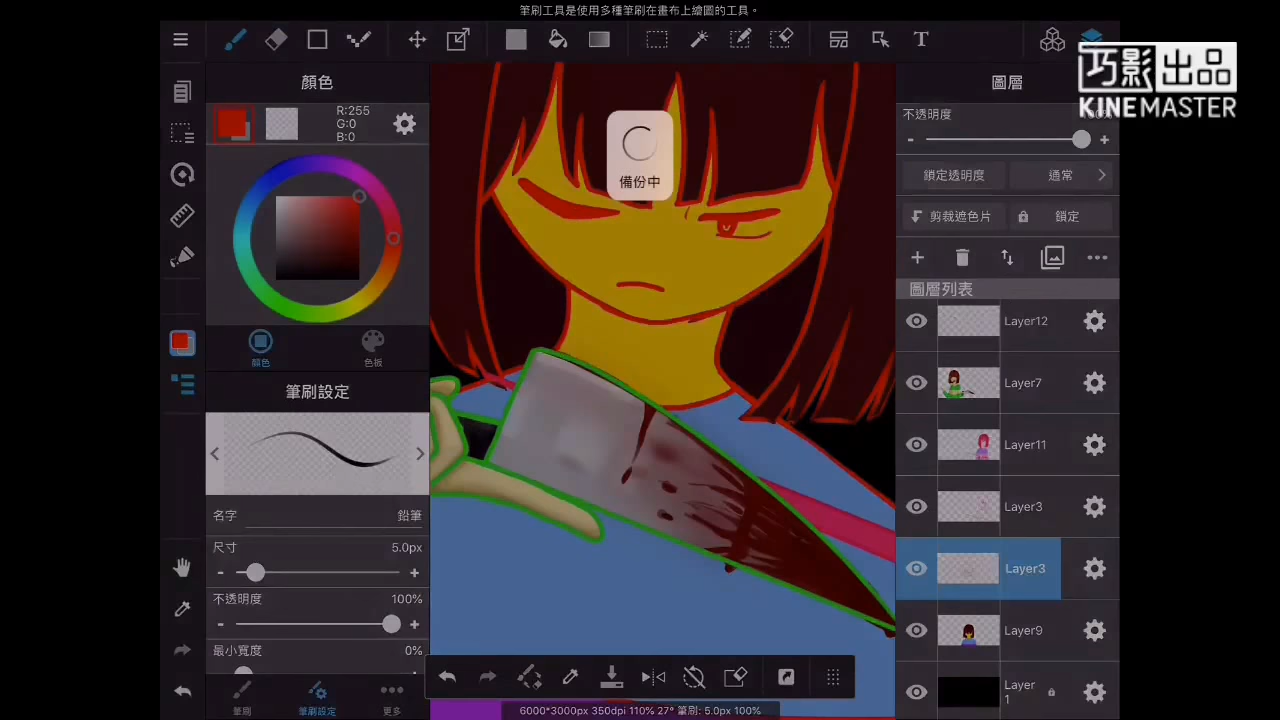 筆刷工具是使用多種筆刷在畫布上繪圖的工具。
T
巧影出品
KINEMASTER
顏色
R:255
G:0
B:0
顏色
色板
筆刷設定
名字
鉛筆
尺寸
5.0px
-
+
不透明度
100%
-
+
最小寬度
0%
筆刷
筆刷設定
更多
備份中
6000*3000px 350dpi 110% 27° 筆刷: 5.0px 100%
圖層
不透明度
-
+
鎖定透明度
通常
剪裁遮色片
鎖定
圖層列表
Layer12
Layer7
Layer11
Layer3
Layer3
Layer9
Layer
1